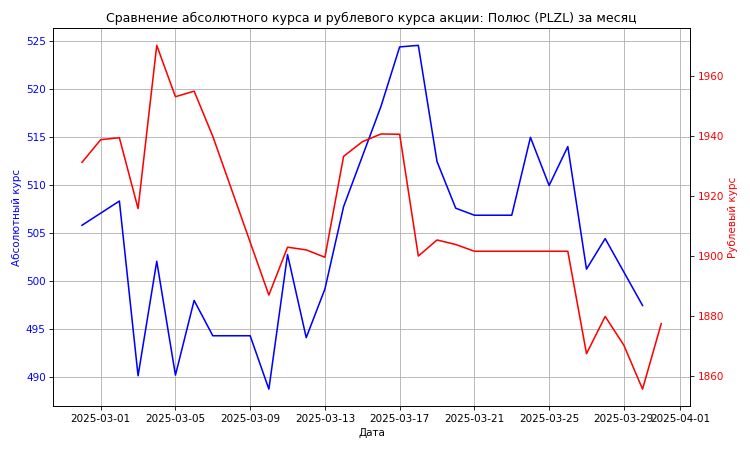 Сравнение абсолютного курса и рублевого курса акции: Полюс (PLZL) за месяц
525
520
515
510
505
500
495
490
Абсолютный курс
1960
1940
1920
1900
1880
1860
Рублевый курс
2025-03-01 2025-03-05 2025-03-09 2025-03-13 2025-03-17 2025-03-21 2025-03-25 2025-03-29 2025-04-01
Дата